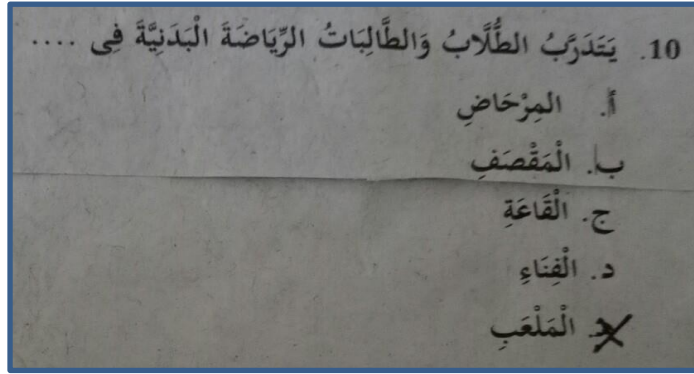 10. يَتَدَرَّبُ الطُّلَّابُ وَالطَّالِبَاتُ الرِّيَاضَةَ الْبَدَنِيَّةَ فِى ....
أ. المِرْحَاضِ
ب. الْمَقْصَفِ
ج. الْقَاعَةِ
د. الْفِنَاءِ
الْمَلْعَبِ